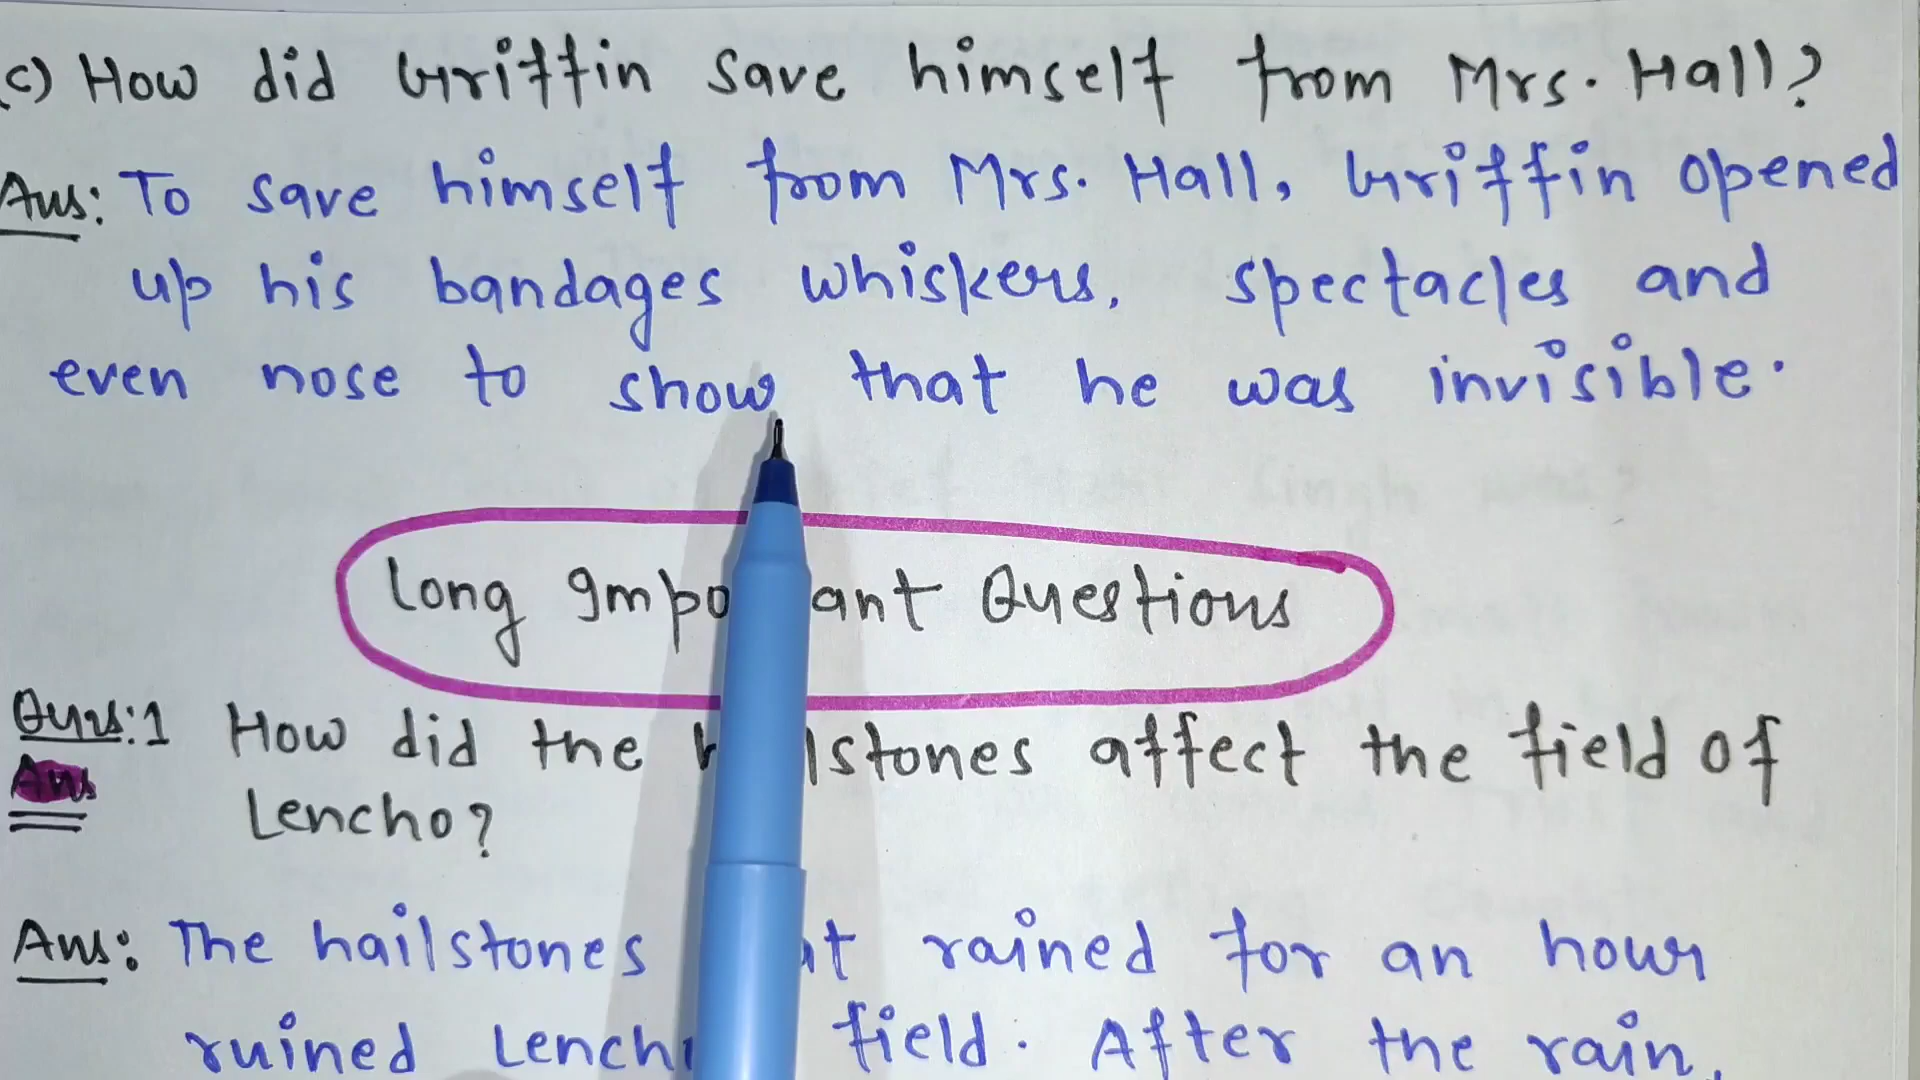 (c) How did Griffin save himself from Mrs. Hall?
Ans: To save himself from Mrs. Hall, Griffin opened
up his bandages whiskers, spectacles and
even nose to show that he was invisible.
Long Impo ant Questions
Ques:1 How did the h lstones affect the field of
Ans
Lencho?
Ans: The hailstones at rained for an hour
ruined Lencho field. After the rain,